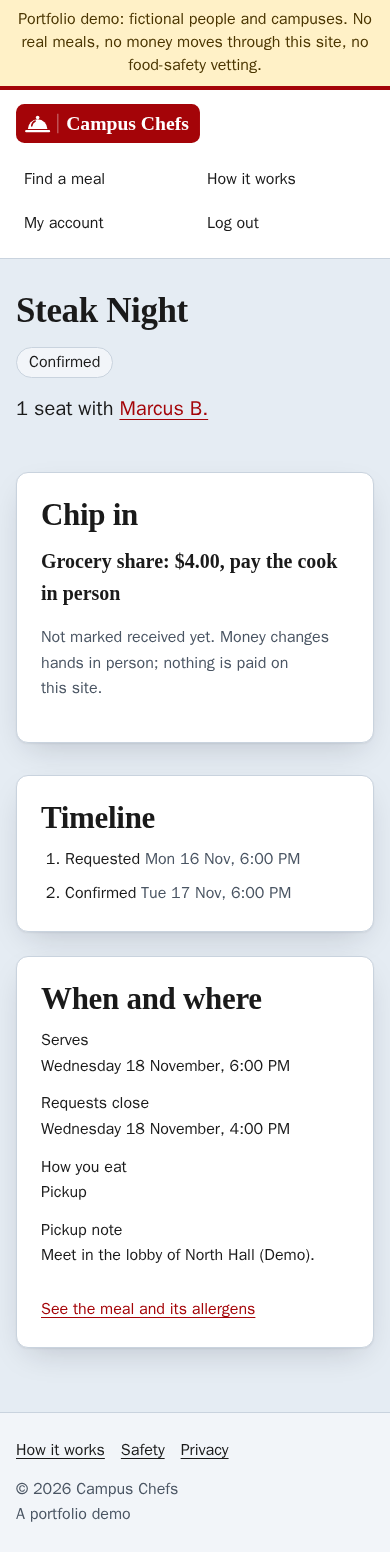 Portfolio demo: fictional people and campuses. No
real meals, no money moves through this site, no
food-safety vetting.
Campus Chefs
Find a meal
How it works
My account
Log out
Steak Night
Confirmed
1 seat with Marcus B.
Chip in
Grocery share: $4.00, pay the cook
in person
Not marked received yet. Money changes
hands in person; nothing is paid on
this site.
Timeline
1. Requested Mon 16 Nov, 6:00 PM
2. Confirmed Tue 17 Nov, 6:00 PM
When and where
Serves
Wednesday 18 November, 6:00 PM
Requests close
Wednesday 18 November, 4:00 PM
How you eat
Pickup
Pickup note
Meet in the lobby of North Hall (Demo).
See the meal and its allergens
How it works Safety Privacy
© 2026 Campus Chefs
A portfolio demo